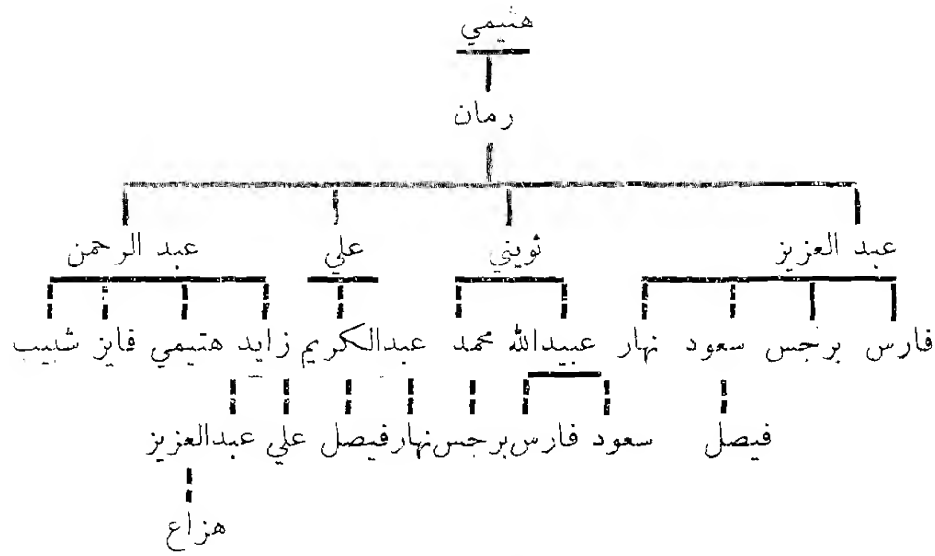 هتيمي
رمان
عبد العزيز ثويني علي عبد الرحمن
فارس برجس سعود نهار عبيدالله محمد عبدالكريم زايد هتيمي فايز شبيب
فيصل سعود فارس برجس نهار فيصل علي عبدالعزيز
هزاع